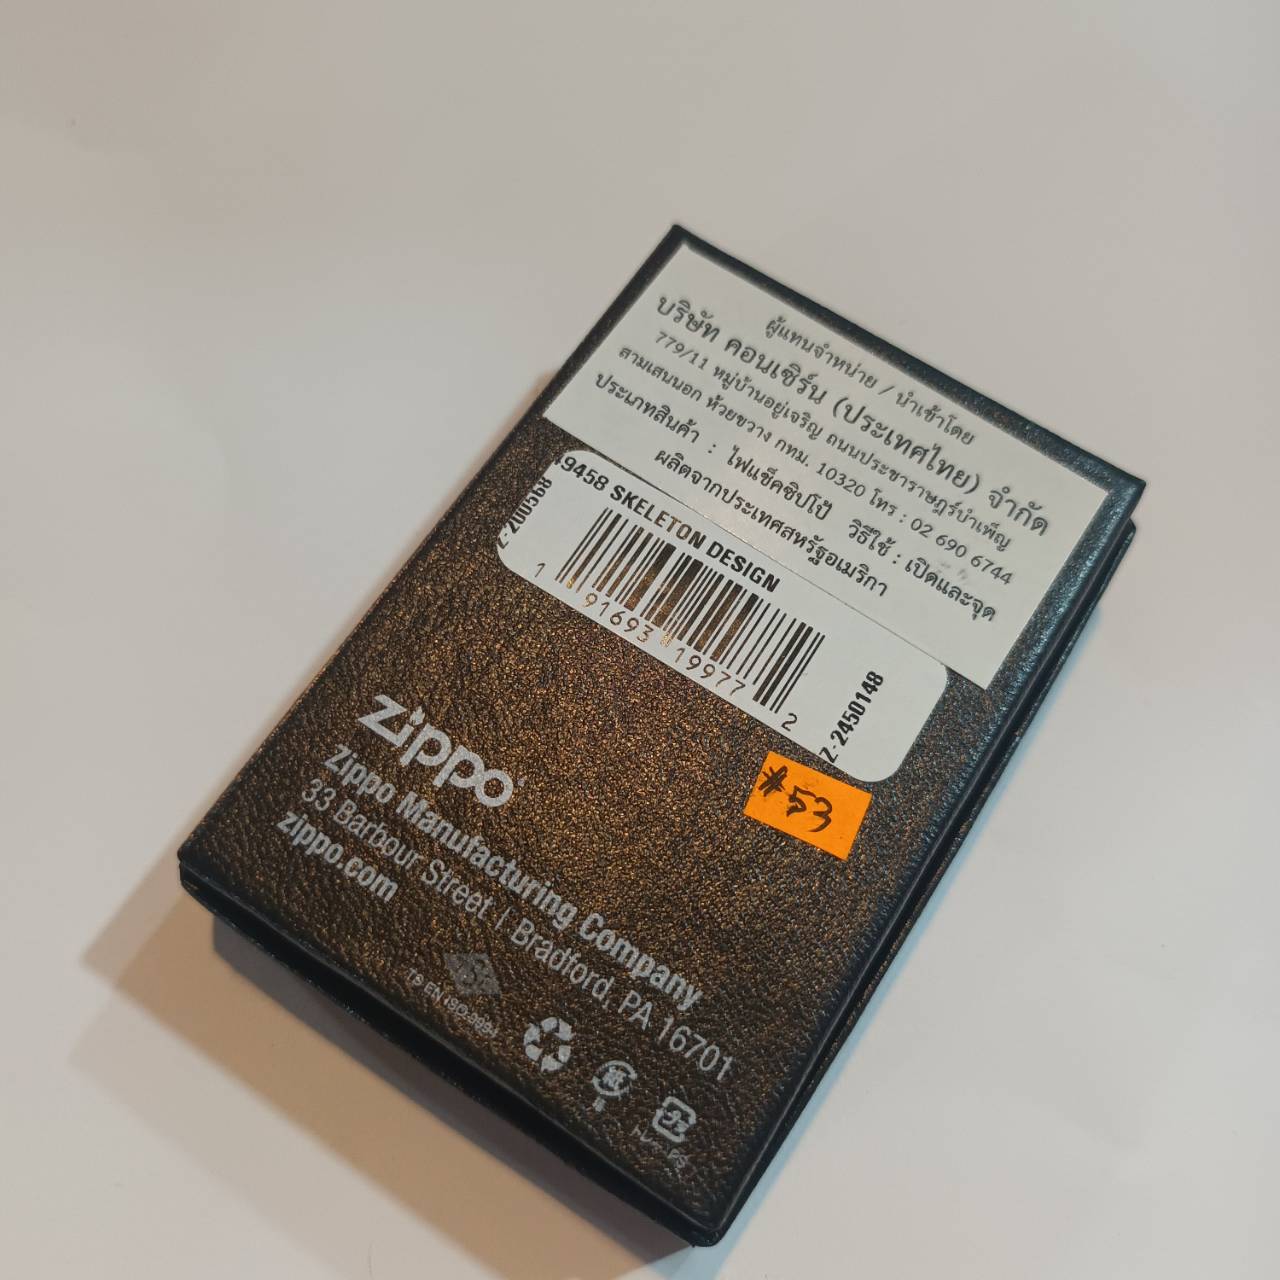 ผู้แทนจำหน่าย / นำเข้าโดย
บริษัท คอนเซิร์น (ประเทศไทย) จำกัด
779/11 หมู่บ้านอยู่เจริญ ถนนประชาราษฎร์บำเพ็ญ
สามเสนนอก ห้วยขวาง กทม. 10320 โทร : 02 690 6744
ประเภทสินค้า : ไฟแช็คซิปโป้ วิธีใช้ : เปิดและจุด
ผลิตจากประเทศสหรัฐอเมริกา
9458 SKELETON DESIGN
Z-200568
1 91693 19977 2
Z-2450148
#53
zippo
Zippo Manufacturing Company
33 Barbour Street | Bradford, PA 16701
zippo.com
TS EN ISO-9994